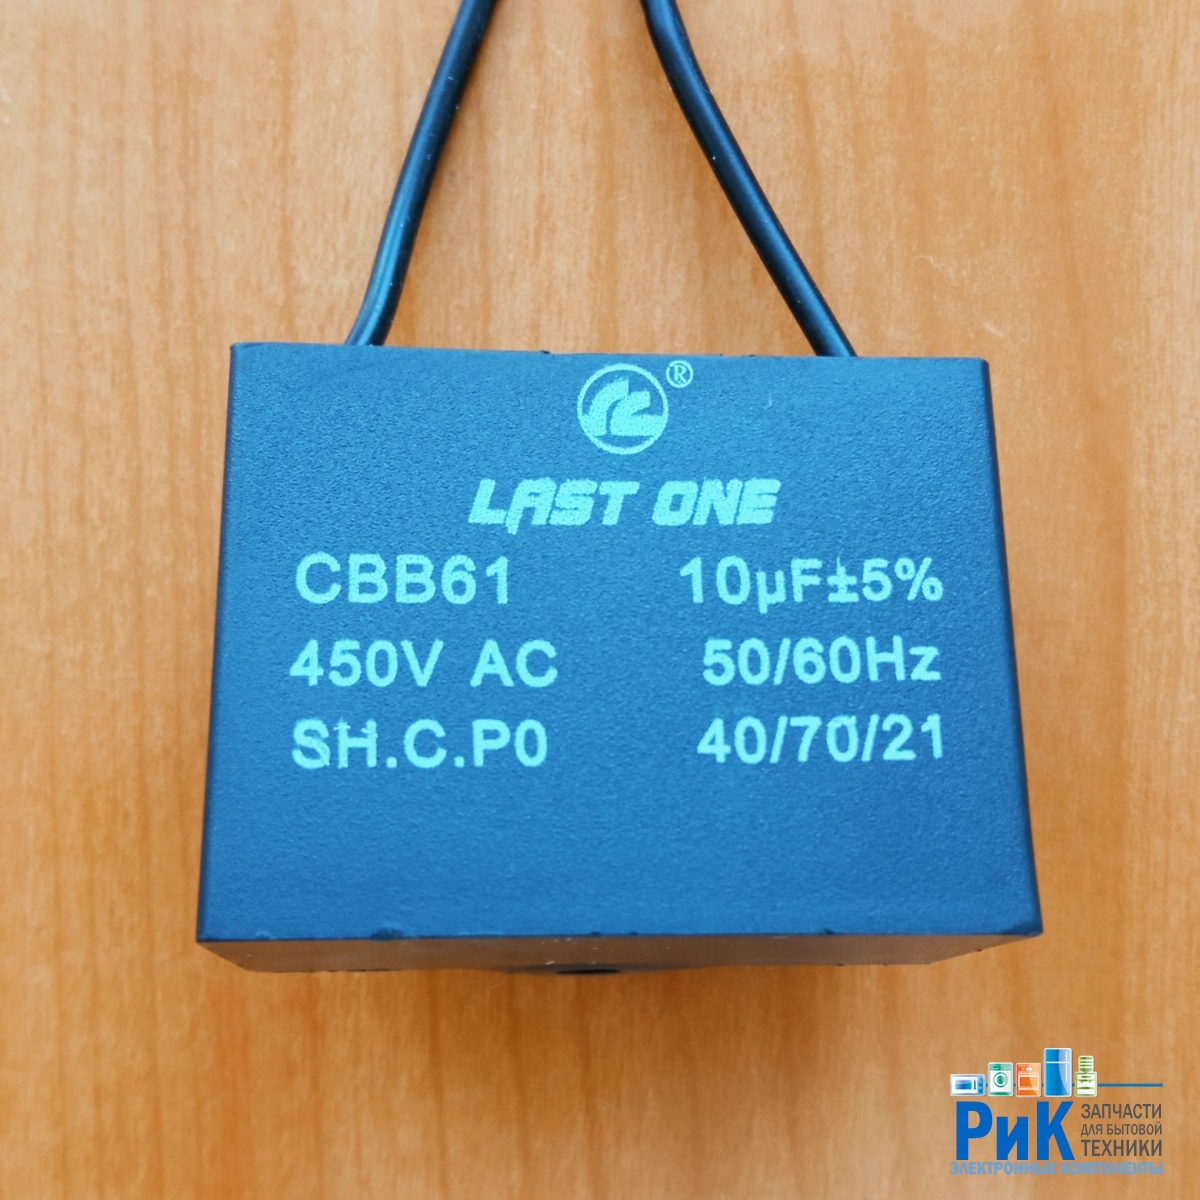 ®
LAST ONE
CBB61 10µF±5%
450V AC 50/60Hz
SH.C.P0 40/70/21
РиК
ЗАПЧАСТИ
ДЛЯ БЫТОВОЙ
ТЕХНИКИ
ЭЛЕКТРОННЫЕ КОМПОНЕНТЫ